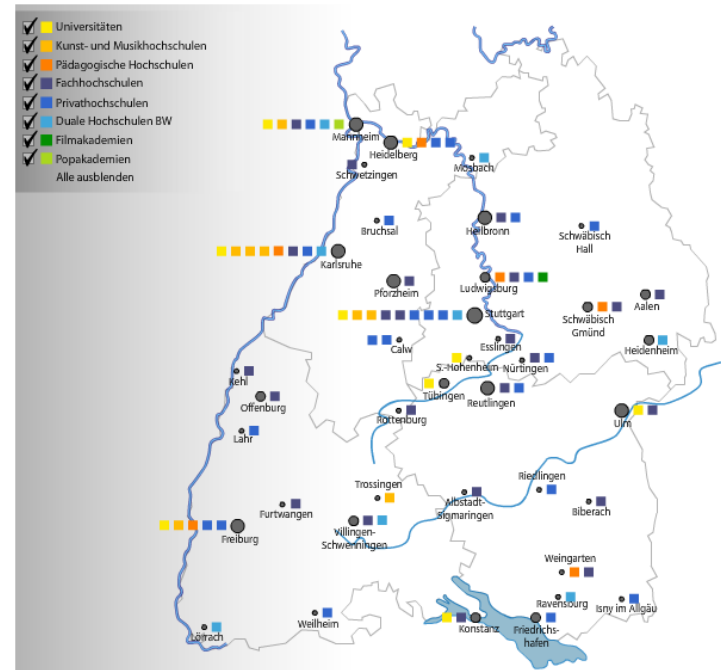 Universitäten
Kunst- und Musikhochschulen
Pädagogische Hochschulen
Fachhochschulen
Privathochschulen
Duale Hochschulen BW
Filmakademien
Popakademien
Alle ausblenden
Mannheim
Heidelberg
Schwetzingen
Mosbach
Bruchsal
Heilbronn
Schwäbisch
Hall
Karlsruhe
Pforzheim
Ludwigsburg
Schwäbisch
Gmünd
Aalen
Stuttgart
Calw
Esslingen
Heidenheim
S.-Hohenheim
Nürtingen
Kehl
Tübingen
Reutlingen
Offenburg
Rottenburg
Ulm
Lahr
Trossingen
Riedlingen
Furtwangen
Albstadt-
Sigmaringen
Biberach
Freiburg
Villingen-
Schwenningen
Weingarten
Ravensburg
Isny im Allgäu
Weilheim
Lörrach
Konstanz
Friedrichs-
hafen